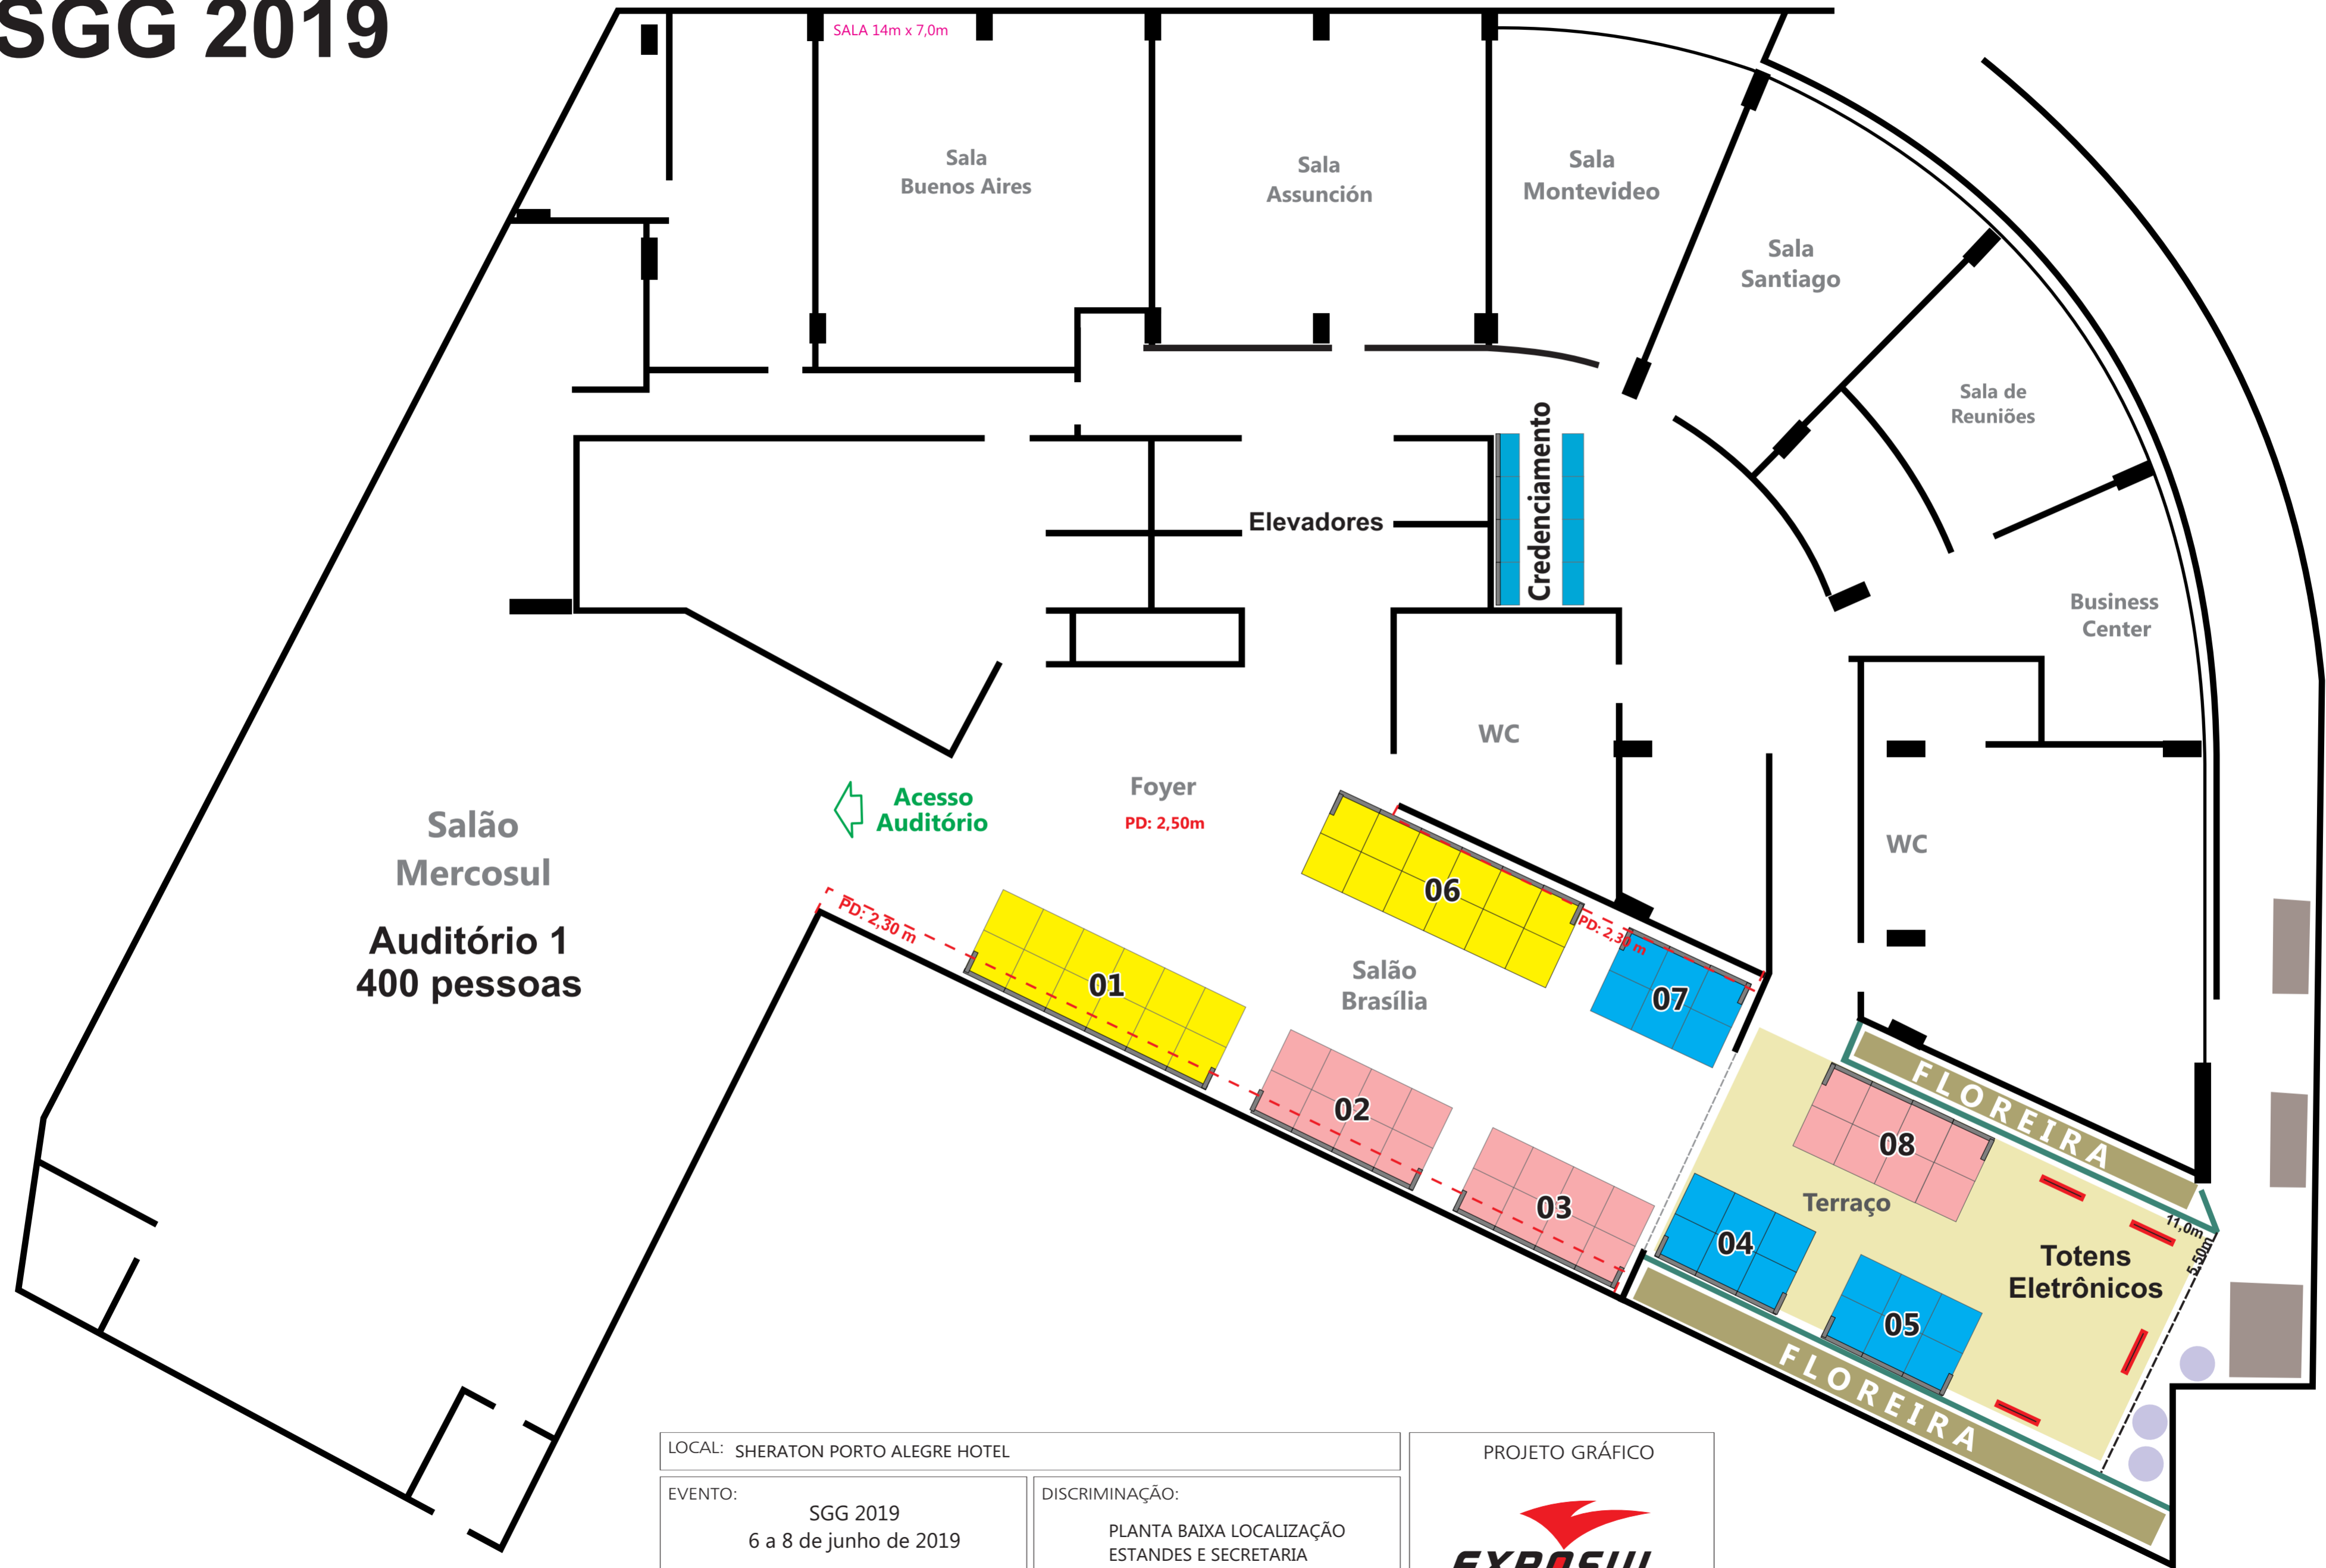 SGG 2019
SALA 14m x 7,0m
Sala
Buenos Aires
Sala
Assunción
Sala
Montevideo
Sala
Santiago
Sala de
Reuniões
Business
Center
Elevadores
Credenciamento
WC
WC
Foyer
PD: 2,50m
Acesso
Auditório
Salão
Mercosul
Auditório 1
400 pessoas
PD: 2,30 m
PD: 2,30 m
Salão
Brasília
01
02
03
04
05
06
07
08
Terraço
FLOREIRA
FLOREIRA
11,0m
5,50m
Totens
Eletrônicos
LOCAL: SHERATON PORTO ALEGRE HOTEL
EVENTO:
SGG 2019
6 a 8 de junho de 2019
DISCRIMINAÇÃO:
PLANTA BAIXA LOCALIZAÇÃO
ESTANDES E SECRETARIA
PROJETO GRÁFICO
EXPOSUL